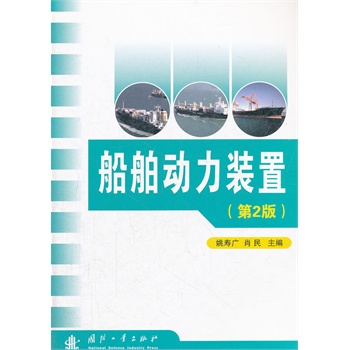 船舶动力装置
（第2版）
姚寿广 肖民 主编
国防工业出版社
National Defense Industry Press